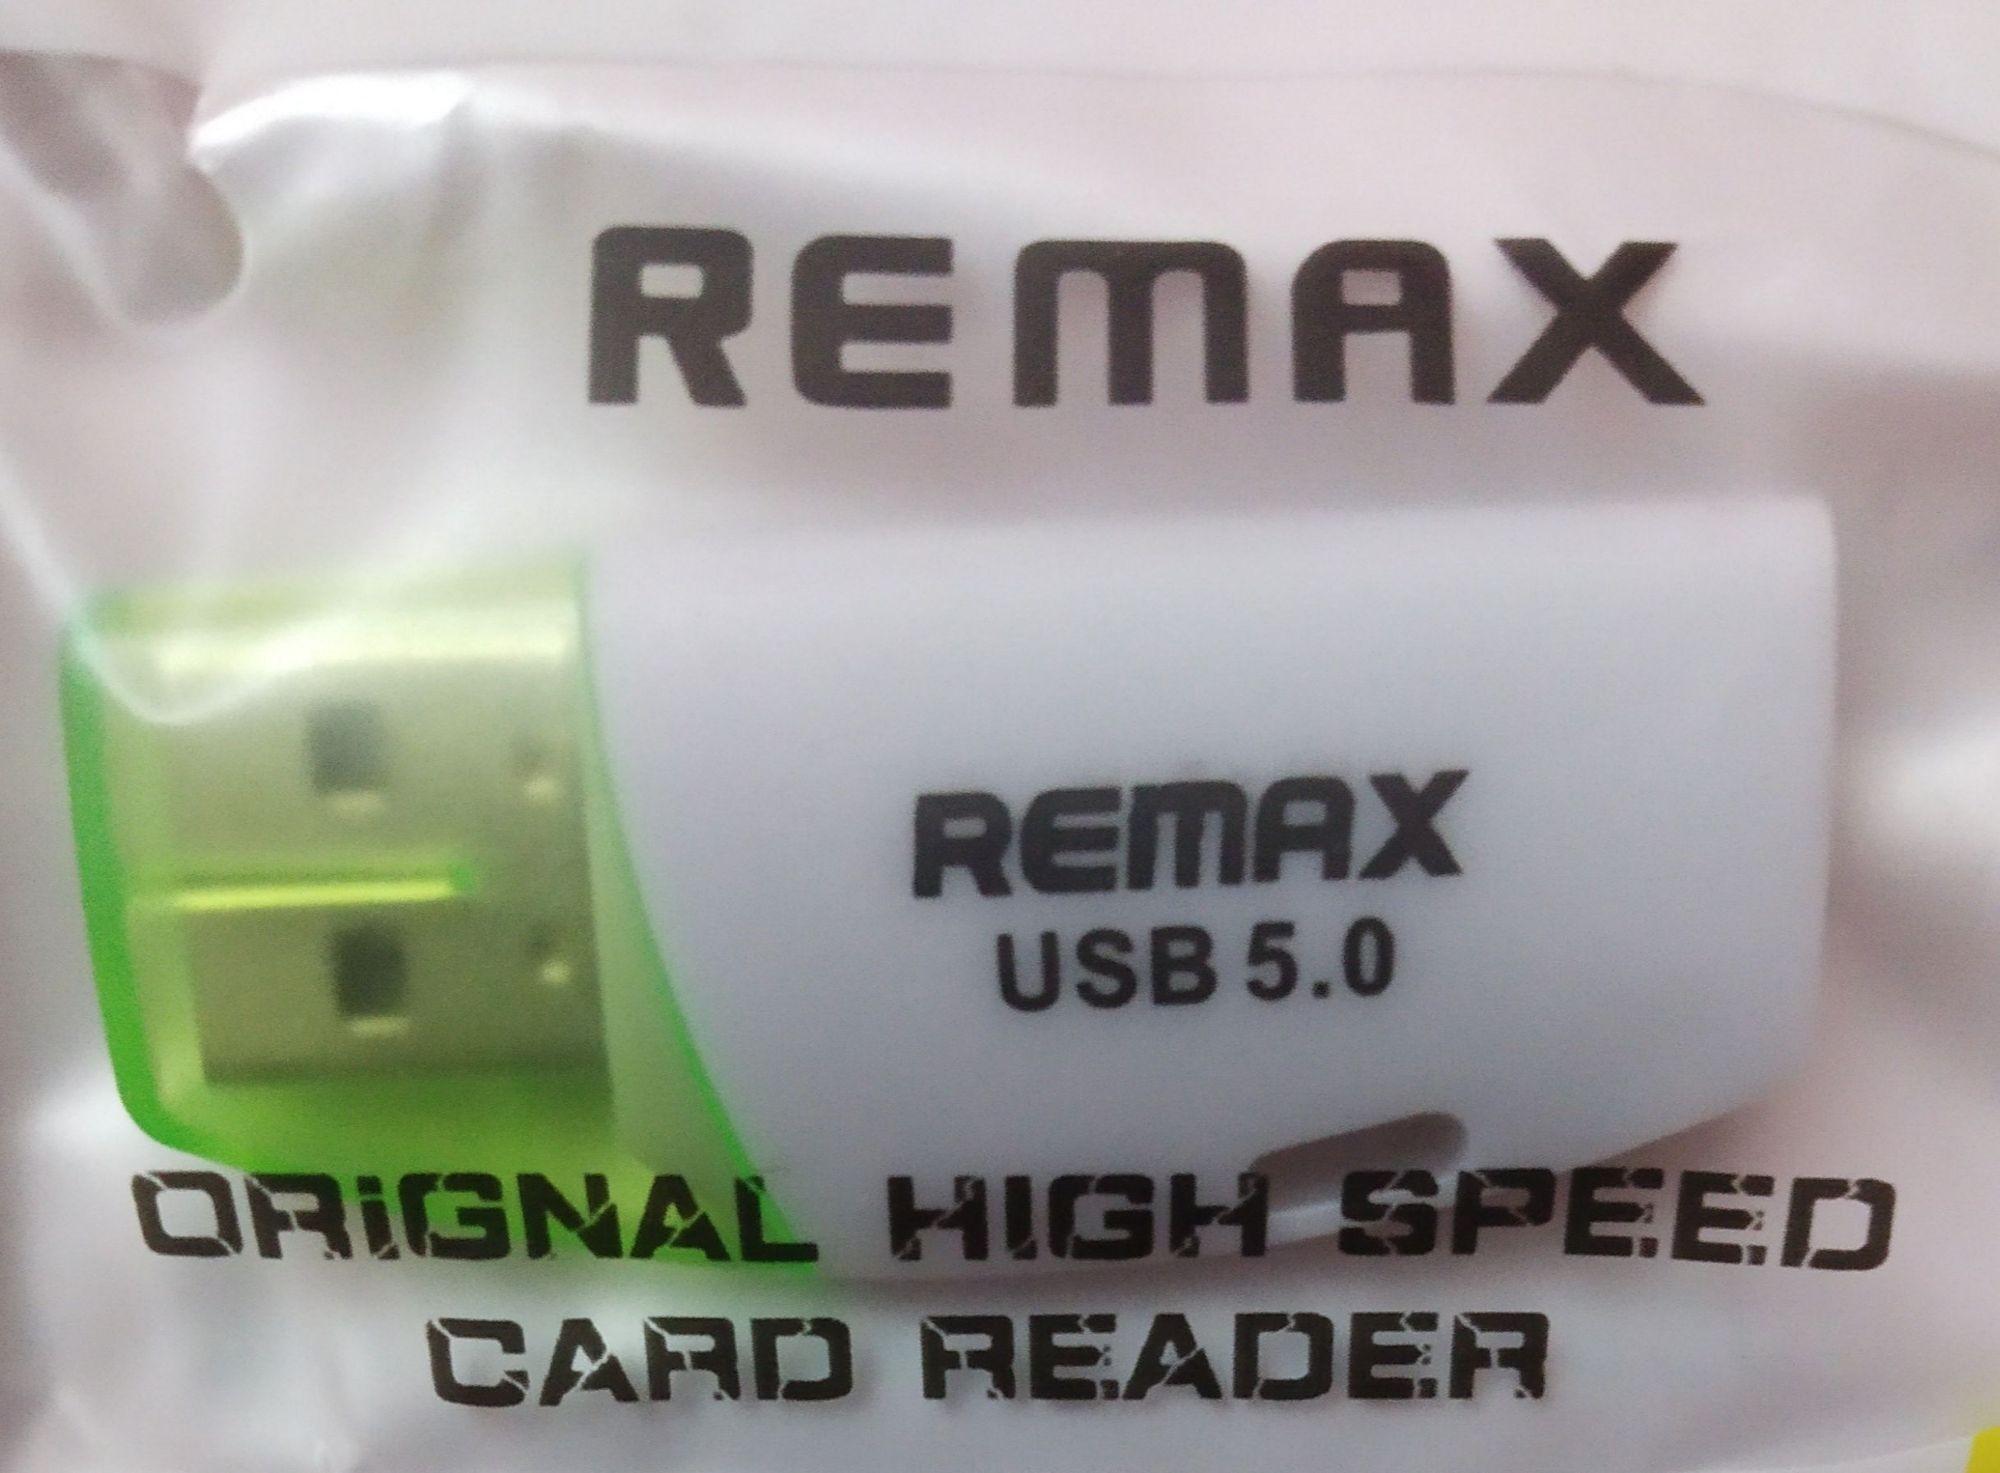 REMAX
REMAX
USB 5.0
ORiGNAL HIGH SPEED
CARD READER